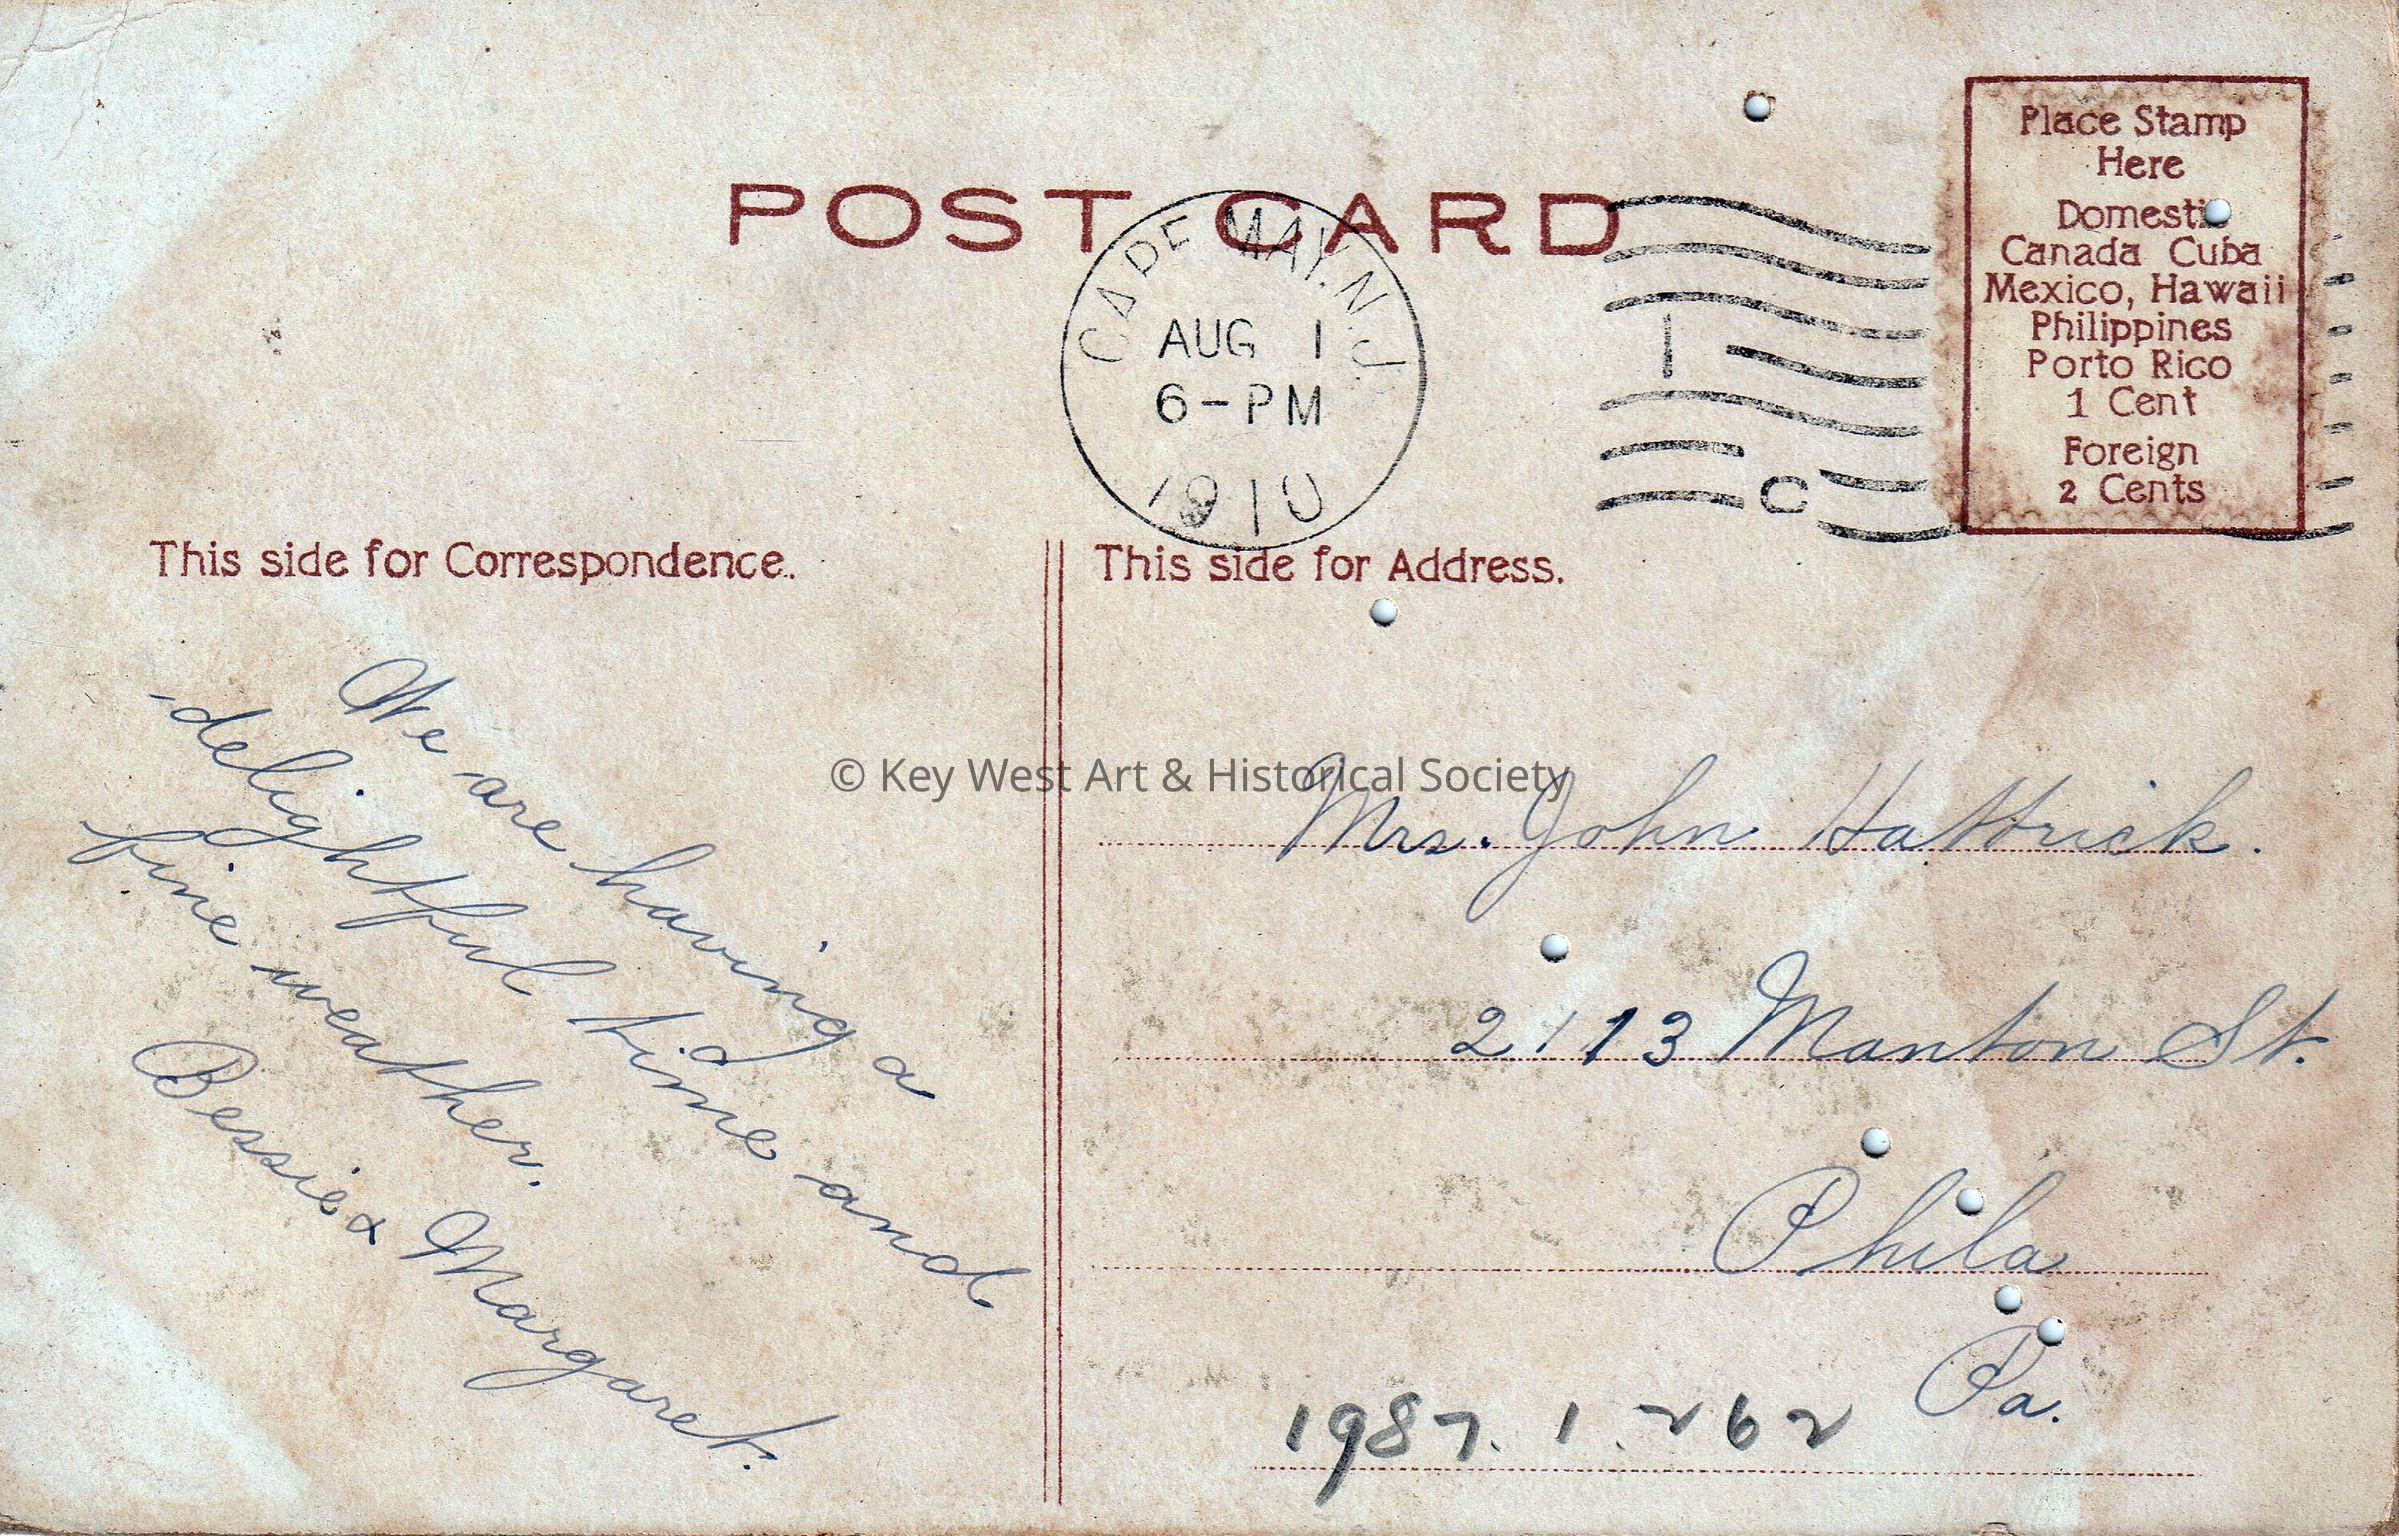 POST CARD
CAPE MAY. N.J.
AUG 1
6-PM
1910
1
C
Place Stamp
Here
Domestic
Canada Cuba
Mexico, Hawaii
Philippines
Porto Rico
1 Cent
Foreign
2 Cents
This side for Correspondence.
This side for Address.
We are having a
delightful time and
fine weather.
Bessie & Margaret.
© Key West Art & Historical Society
Mrs. John Hattrick.
2113 Manton St.
Phila
Pa.
1987.1.262